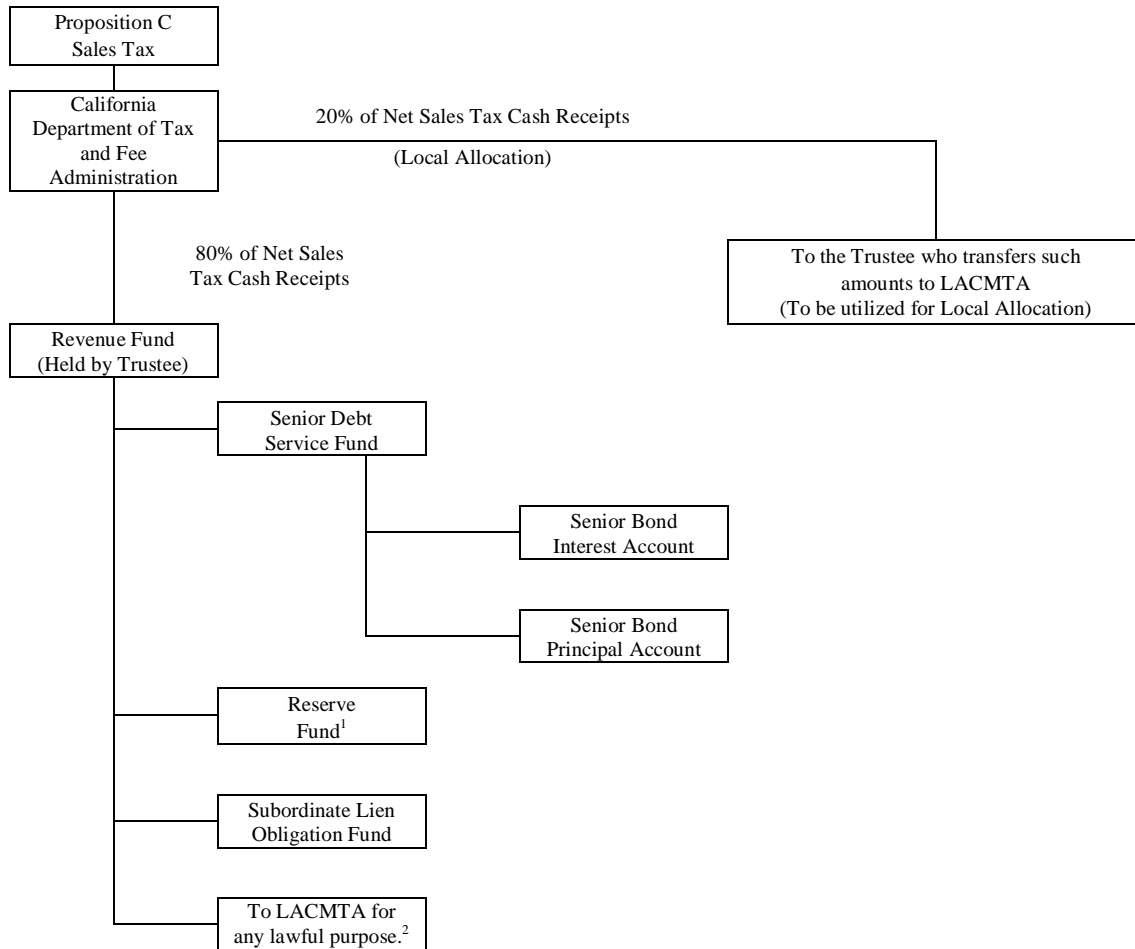 Proposition C
Sales Tax
California
Department of Tax
and Fee
Administration
20% of Net Sales Tax Cash Receipts
(Local Allocation)
80% of Net Sales
Tax Cash Receipts
To the Trustee who transfers such
amounts to LACMTA
(To be utilized for Local Allocation)
Revenue Fund
(Held by Trustee)
Senior Debt
Service Fund
Senior Bond
Interest Account
Senior Bond
Principal Account
Reserve
Fund¹
Subordinate Lien
Obligation Fund
To LACMTA for
any lawful purpose.²